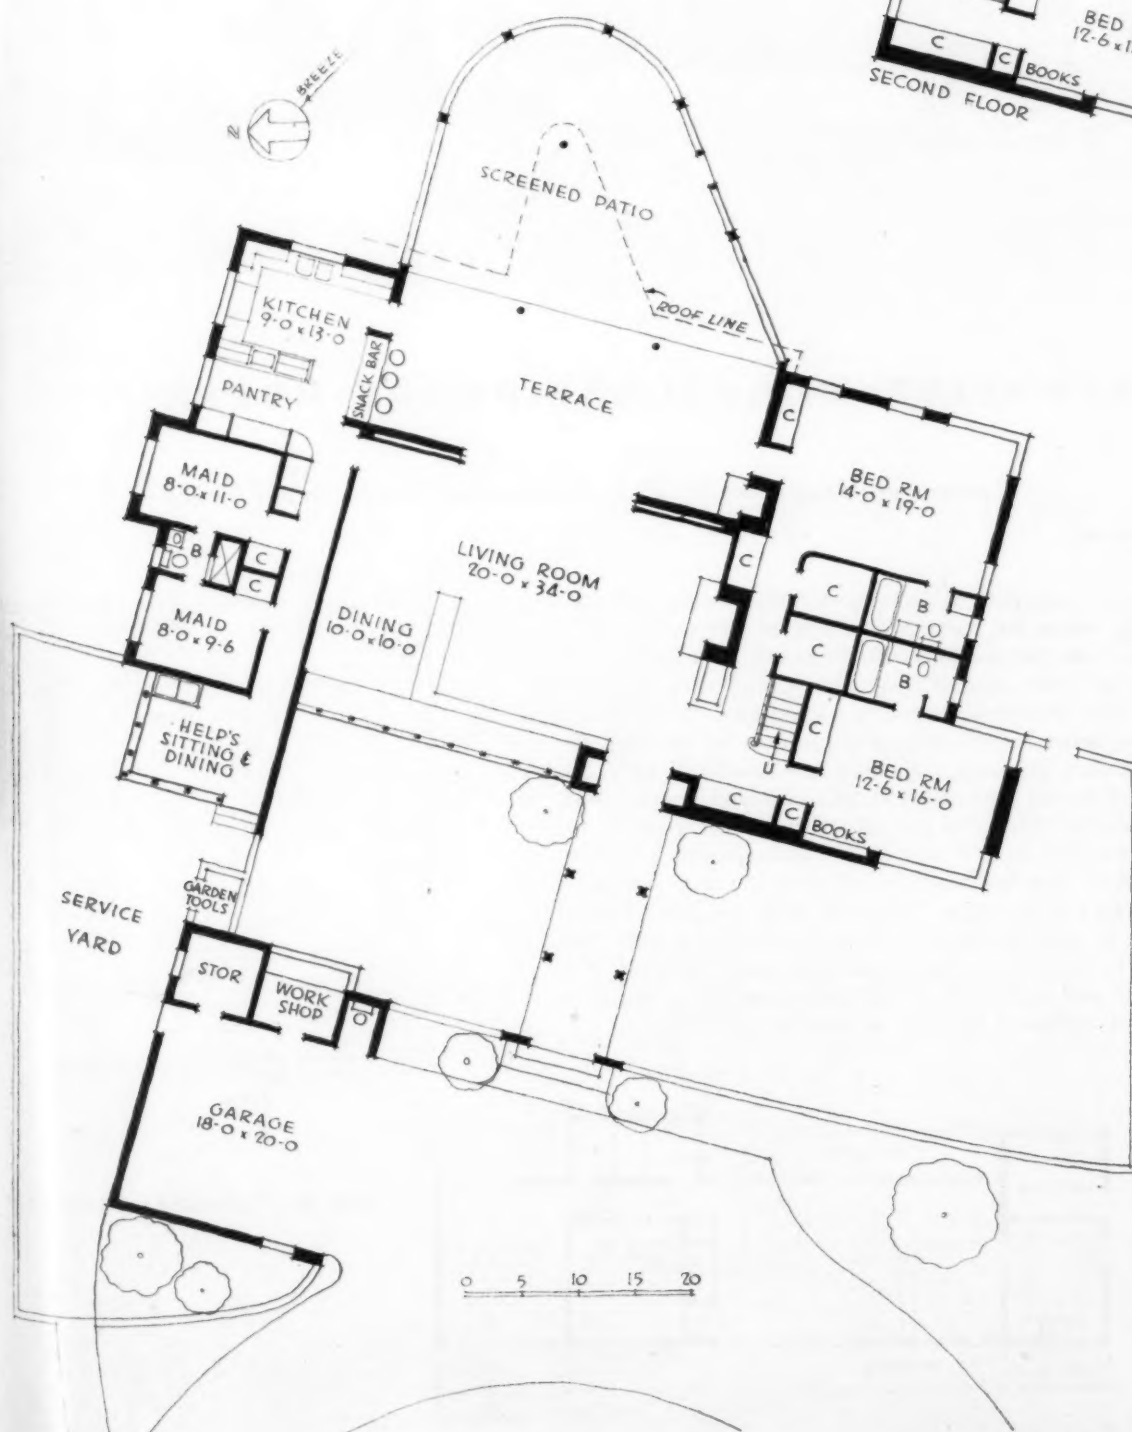 BED
12-6 x 1
C
C
BOOKS
SECOND FLOOR
BREEZE
N
SCREENED PATIO
ROOF LINE
KITCHEN
9-0 x 13-0
SNACK BAR
PANTRY
TERRACE
C
MAID
8-0 x 11-0
BED RM
14-0 x 19-0
B
C
C
LIVING ROOM
20-0 x 34-0
C
C
B
MAID
8-0 x 9-6
DINING
10-0 x 10-0
C
B
HELP'S
SITTING &
DINING
C
U
BED RM
12-6 x 16-0
C
C
BOOKS
GARDEN
TOOLS
SERVICE
YARD
STOR
WORK
SHOP
GARAGE
18-0 x 20-0
0 5 10 15 20